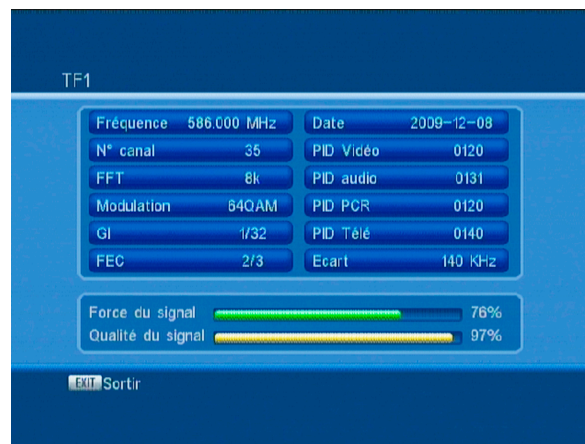 TF1
Fréquence 586.000 MHz Date 2009-12-08
N° canal 35 PID Vidéo 0120
FFT 8k PID audio 0131
Modulation 64QAM PID PCR 0120
GI 1/32 PID Télé 0140
FEC 2/3 Ecart 140 KHz
Force du signal 76%
Qualité du signal 97%
EXIT Sortir